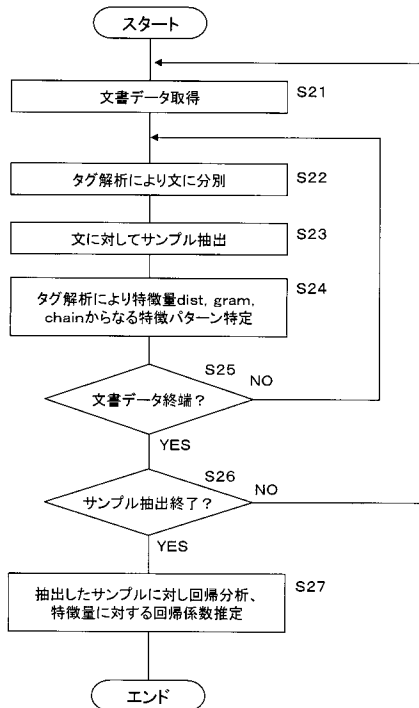 スタート
文書データ取得
S21
タグ解析により文に分別
S22
文に対してサンプル抽出
S23
タグ解析により特徴量dist, gram,
chainからなる特徴パターン特定
S24
文書データ終端？
S25
NO
YES
サンプル抽出終了？
S26
NO
YES
抽出したサンプルに対し回帰分析、
特徴量に対する回帰係数推定
S27
エンド